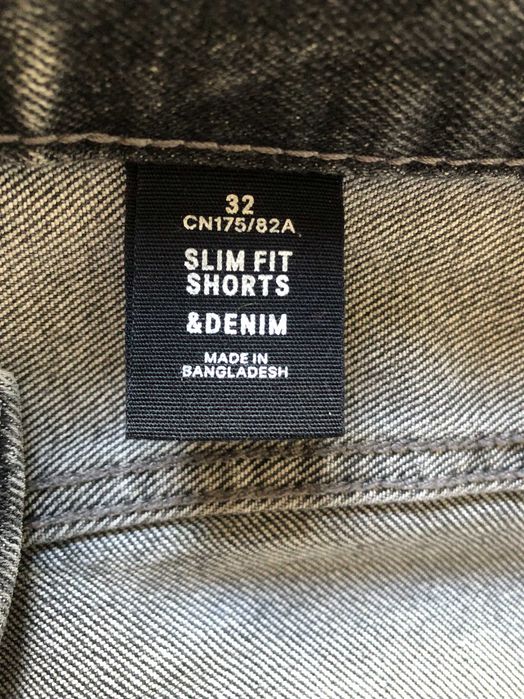 32
CN175/82A
SLIM FIT
SHORTS
&DENIM
MADE IN
BANGLADESH